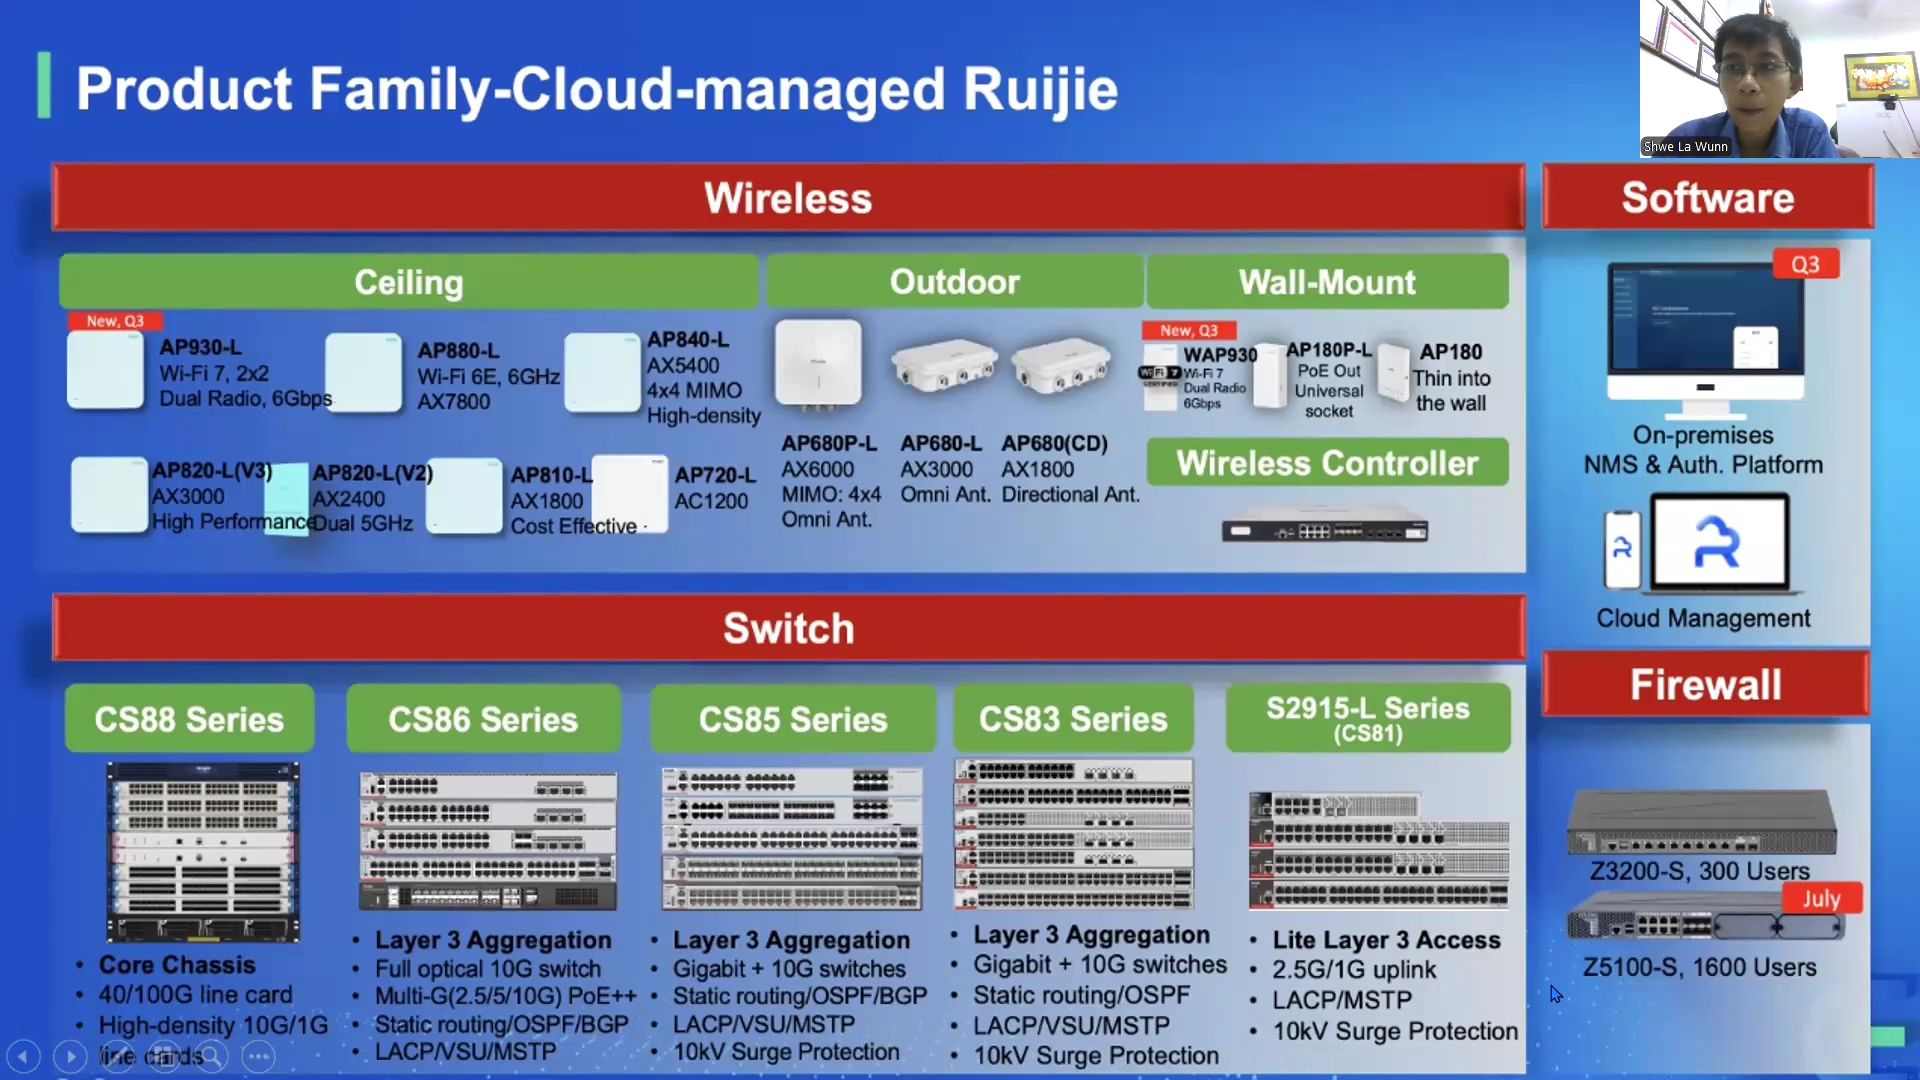 Product Family-Cloud-managed Ruijie
Shwe La Wunn
Wireless
Ceiling
New, Q3
AP930-L
Wi-Fi 7, 2x2
Dual Radio, 6Gbps
AP880-L
Wi-Fi 6E, 6GHz
AX7800
AP840-L
AX5400
4x4 MIMO
High-density
AP820-L(V3)
AX3000
High Performance
AP820-L(V2)
AX2400
Dual 5GHz
AP810-L
AX1800
Cost Effective
AP720-L
AC1200
Outdoor
AP680P-L
AX6000
MIMO: 4x4
Omni Ant.
AP680-L
AX3000
Omni Ant.
AP680(CD)
AX1800
Directional Ant.
Wall-Mount
New, Q3
WAP930
Wi-Fi 7
Dual Radio
6Gbps
Wi Fi 7
CERTIFIED
AP180P-L
PoE Out
Universal
socket
AP180
Thin into
the wall
Wireless Controller
Software
Q3
On-premises
NMS & Auth. Platform
Cloud Management
Switch
CS88 Series
• Core Chassis
• 40/100G line card
• High-density 10G/1G
line cards
CS86 Series
• Layer 3 Aggregation
• Full optical 10G switch
• Multi-G(2.5/5/10G) PoE++
• Static routing/OSPF/BGP
• LACP/VSU/MSTP
CS85 Series
• Layer 3 Aggregation
• Gigabit + 10G switches
• Static routing/OSPF/BGP
• LACP/VSU/MSTP
• 10kV Surge Protection
CS83 Series
• Layer 3 Aggregation
• Gigabit + 10G switches
• Static routing/OSPF
• LACP/VSU/MSTP
• 10kV Surge Protection
S2915-L Series
(CS81)
• Lite Layer 3 Access
• 2.5G/1G uplink
• LACP/MSTP
• 10kV Surge Protection
Firewall
Z3200-S, 300 Users
July
Z5100-S, 1600 Users